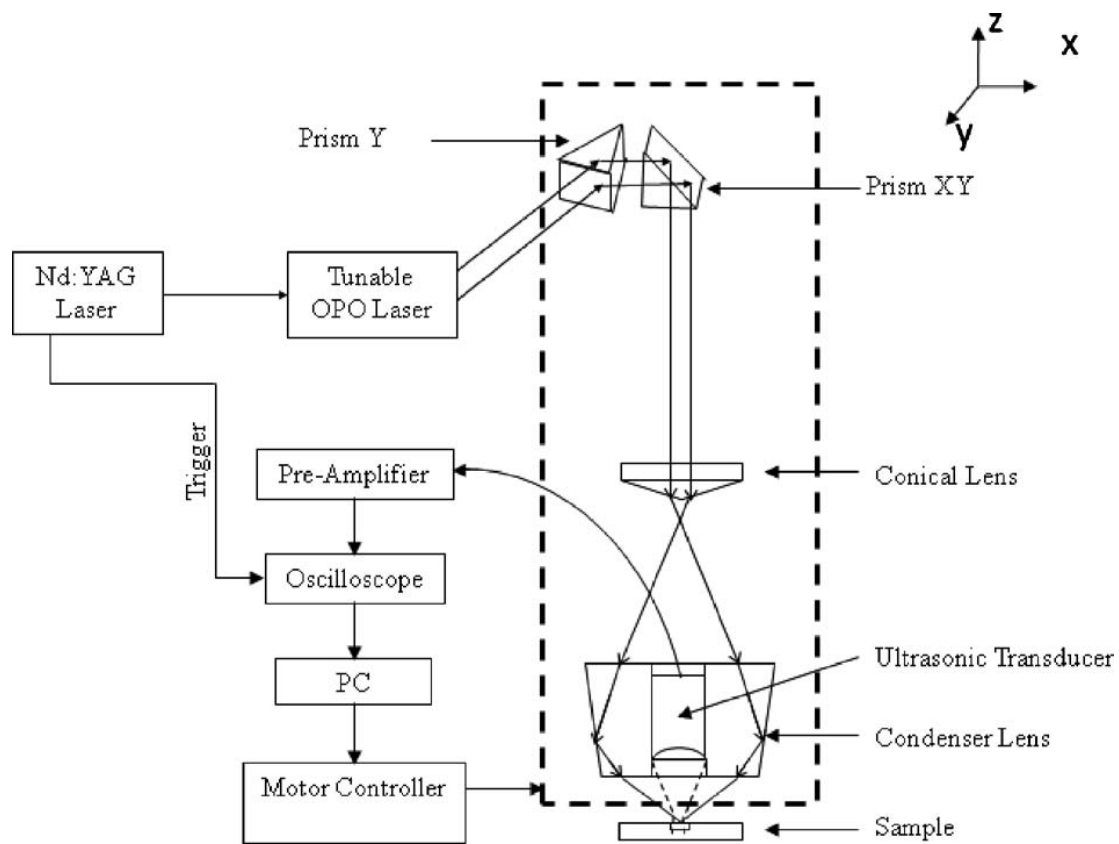 z
x
y
Prism Y
Prism XY
Nd:YAG
Laser
Tunable
OPO Laser
Trigger
Pre-Amplifier
Conical Lens
Oscilloscope
Ultrasonic Transducer
PC
Condenser Lens
Motor Controller
Sample